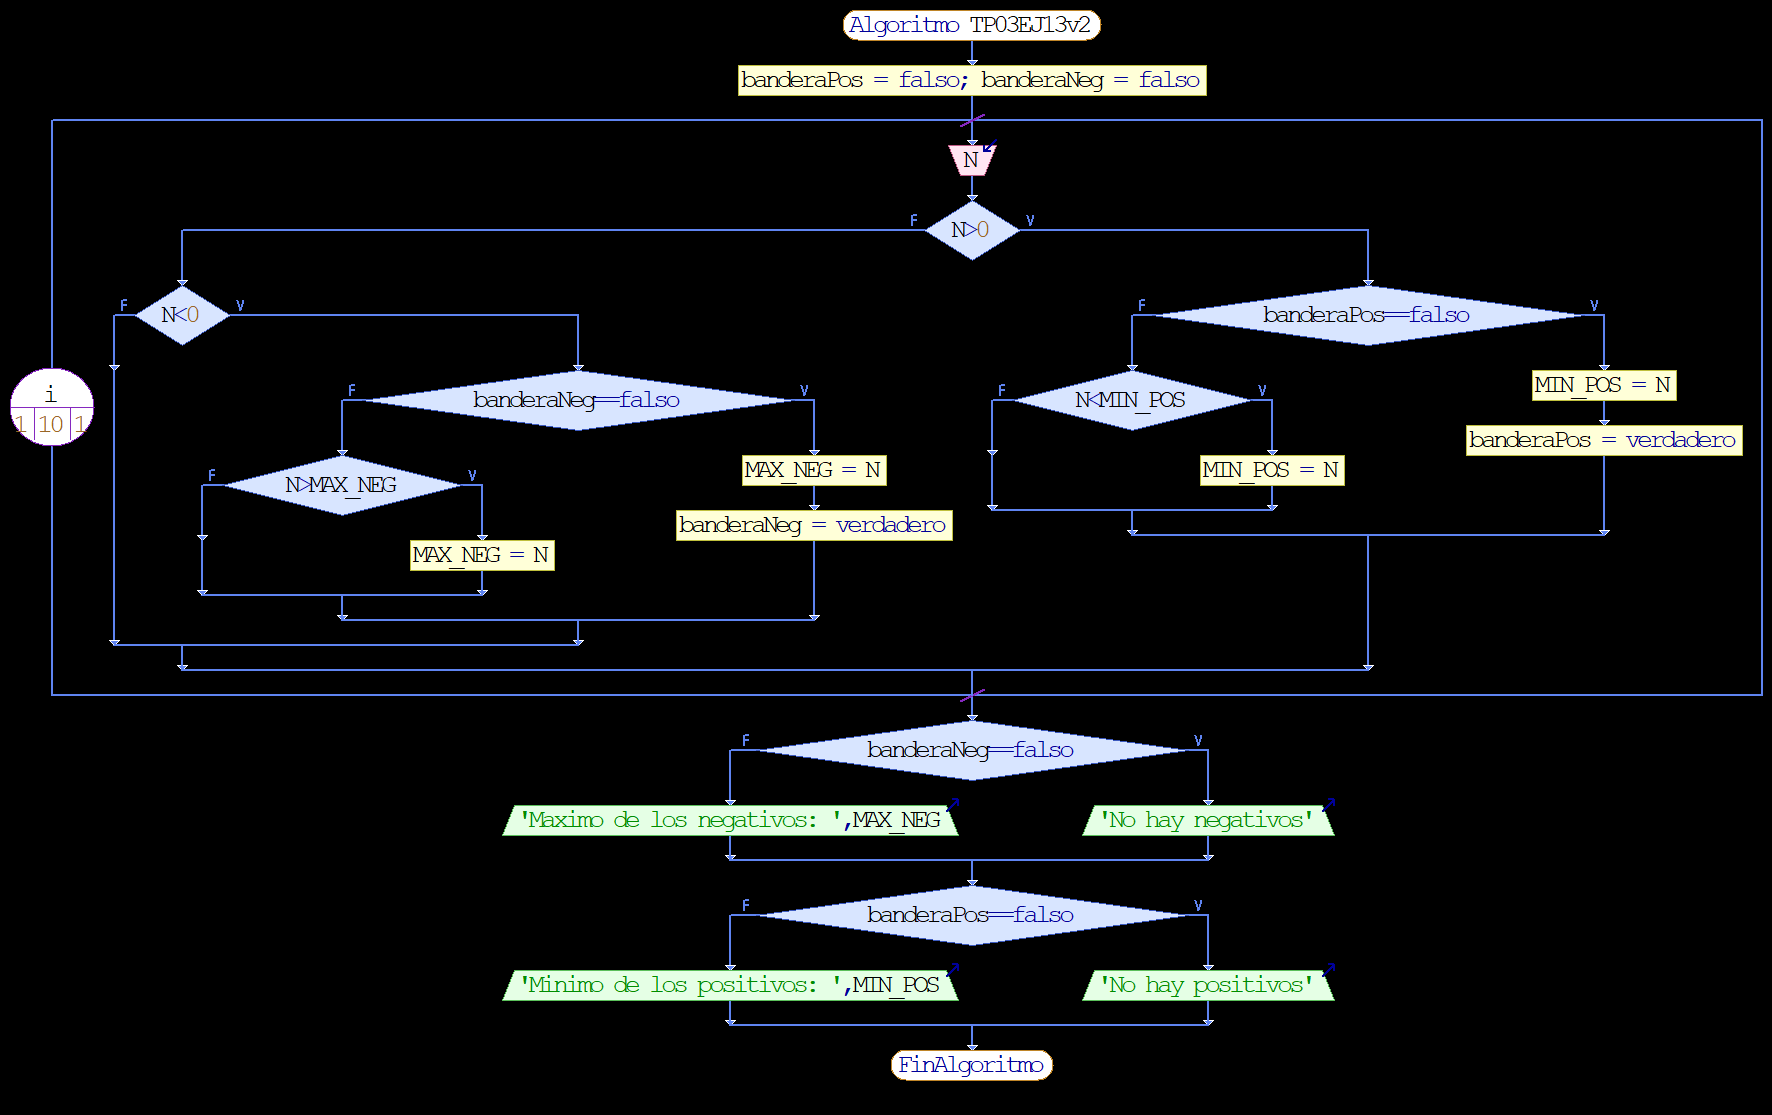 Algoritmo TP03EJ13v2
banderaPos = falso; banderaNeg = falso
N
F
N>0
V
F
N<0
V
F
banderaPos==falso
V
i
1 10 1
F
banderaNeg==falso
V
F
N<MIN_POS
V
MIN_POS = N
banderaPos = verdadero
F
N>MAX_NEG
V
MAX_NEG = N
MIN_POS = N
banderaNeg = verdadero
MAX_NEG = N
F
banderaNeg==falso
V
'Maximo de los negativos: ',MAX_NEG
'No hay negativos'
F
banderaPos==falso
V
'Minimo de los positivos: ',MIN_POS
'No hay positivos'
FinAlgoritmo